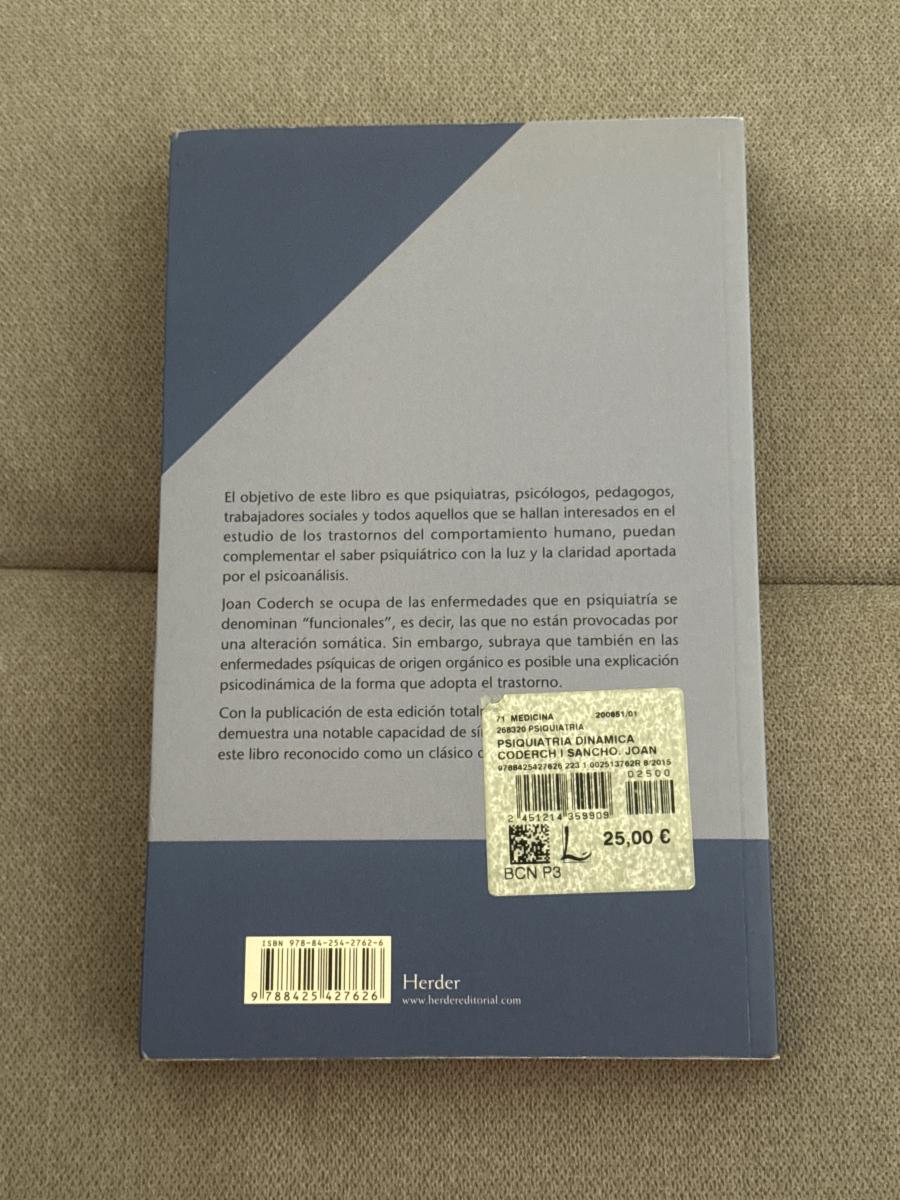 El objetivo de este libro es que psiquiatras, psicólogos, pedagogos,
trabajadores sociales y todos aquellos que se hallan interesados en el
estudio de los trastornos del comportamiento humano, puedan
complementar el saber psiquiátrico con la luz y la claridad aportada
por el psicoanálisis.
Joan Coderch se ocupa de las enfermedades que en psiquiatría se
denominan “funcionales”, es decir, las que no están provocadas por
una alteración somática. Sin embargo, subraya que también en las
enfermedades psíquicas de origen orgánico es posible una explicación
psicodinámica de la forma que adopta el trastorno.
Con la publicación de esta edición
demuestra una notable capacidad de
este libro reconocido como un clásico
71 MEDICINA 200651/01
268320 PSIQUIATRIA
PSIQUIATRIA DINAMICA
CODERCH I SANCHO. JOAN
9788425427626 223 1 002513762R 8/2015
02500
2 451214 359909
25,00 €
BCN P3
ISBN 978-84-254-2762-6
9 788425 427626
Herder
www.herdereditorial.com